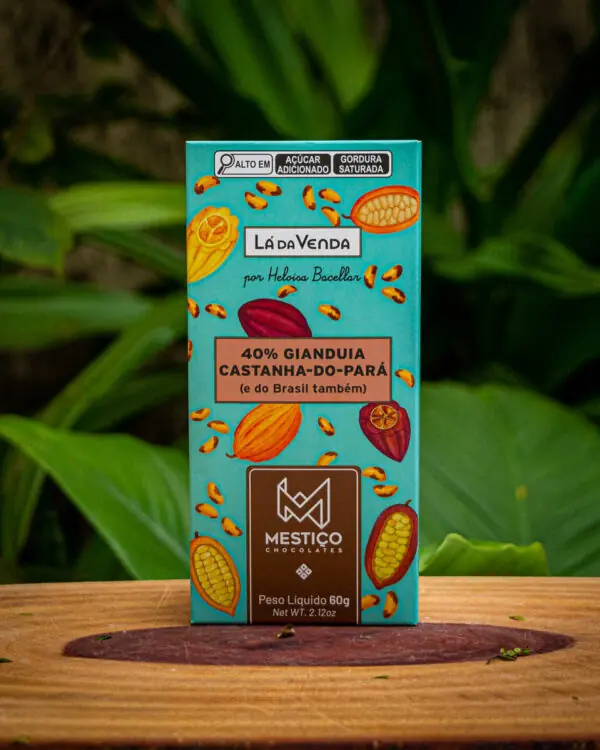 ALTO EM
AÇÚCAR ADICIONADO
GORDURA SATURADA
LÁ DA VENDA
por Heloisa Bacellar
40% GIANDUIA
CASTANHA-DO-PARÁ
(e do Brasil também)
M
MESTIÇO
CHOCOLATES
Peso Líquido 60g
Net WT. 2.12oz